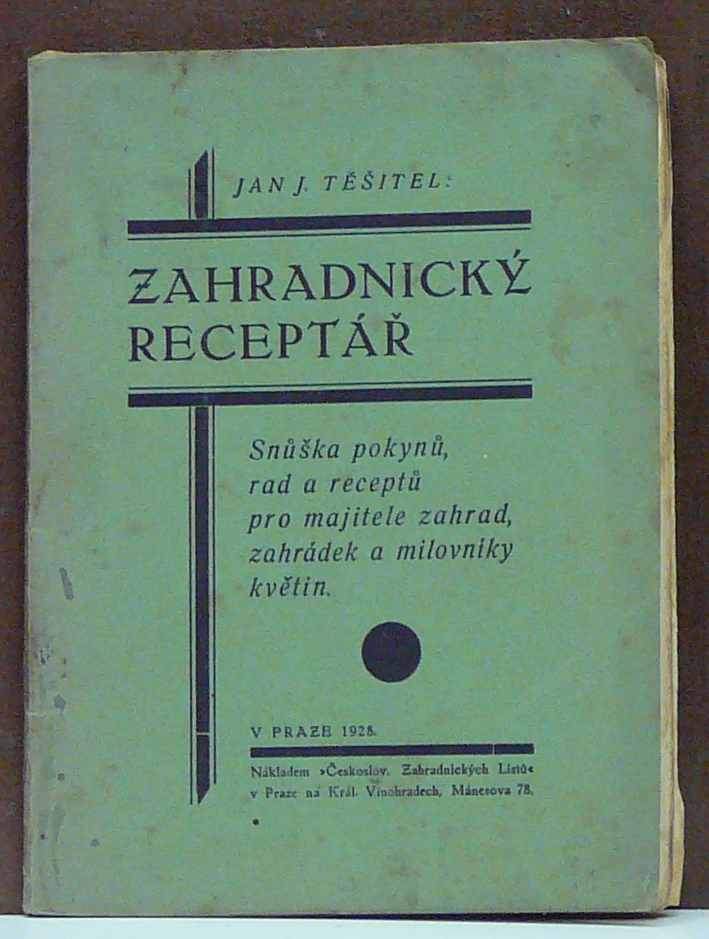 JAN J. TĚŠITEL:
ZAHRADNICKÝ
RECEPTÁŘ
Snůška pokynů,
rad a receptů
pro majitele zahrad,
zahrádek a milovníky
květin.
V PRAZE 1928.
Nákladem »Českoslov. Zahradnických Listů«
v Praze na Král. Vinohradech, Mánesova 78.